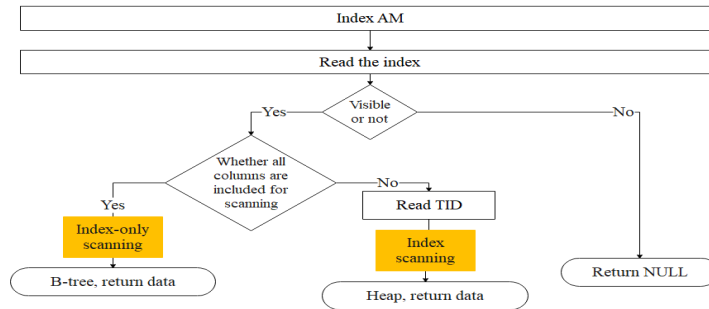 Index AM
Read the index
Visible
or not
Yes
No
Whether all
columns are
included for
scanning
No
Yes
Read TID
Index-only
scanning
Index
scanning
B-tree, return data
Heap, return data
Return NULL